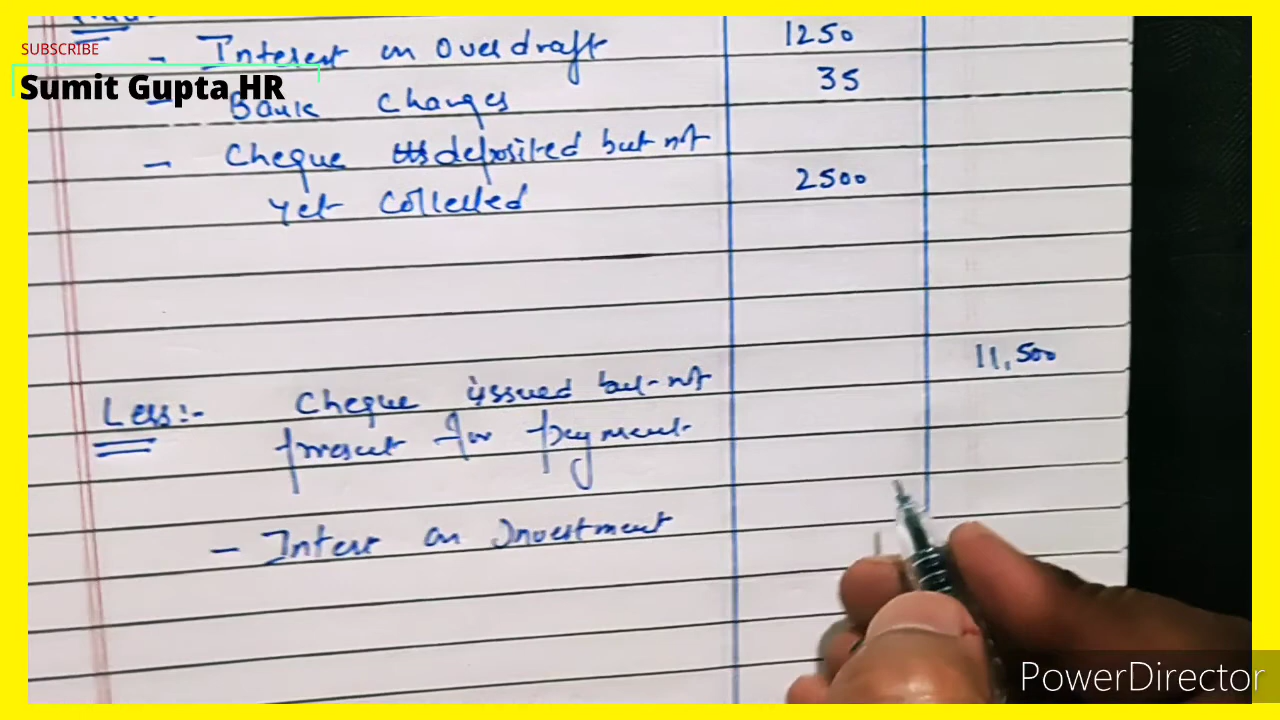 SUBSCRIBE
Sumit Gupta HR
- Interest on Overdraft 1250
- Bank Charges 35
- Cheque deposited but not
yet Collected 2500
11,500
Less:- Cheque issued but not
present for payment
- Interst on Investment
PowerDirector